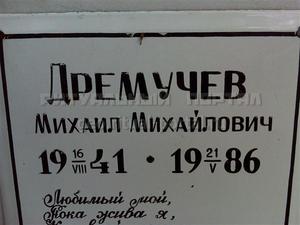 Дремучев
Михаил Михайлович
19 16/VIII 41 · 19 21/V 86
Любимый мой,
Пока жива я,